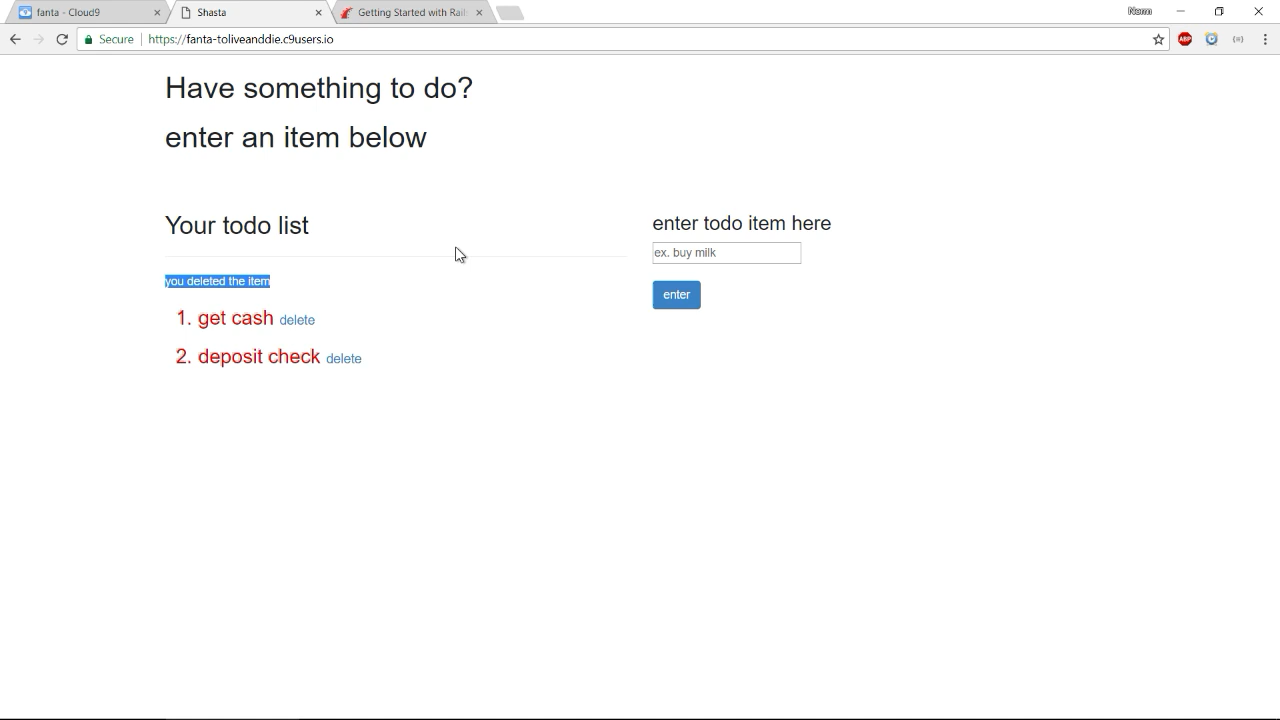 fanta - Cloud9
Shasta
Getting Started with Rail
Norm
Secure
https://fanta-toliveanddie.c9users.io
ABP
Have something to do?
enter an item below
Your todo list
enter todo item here
ex. buy milk
you deleted the item
enter
1. get cash delete
2. deposit check delete